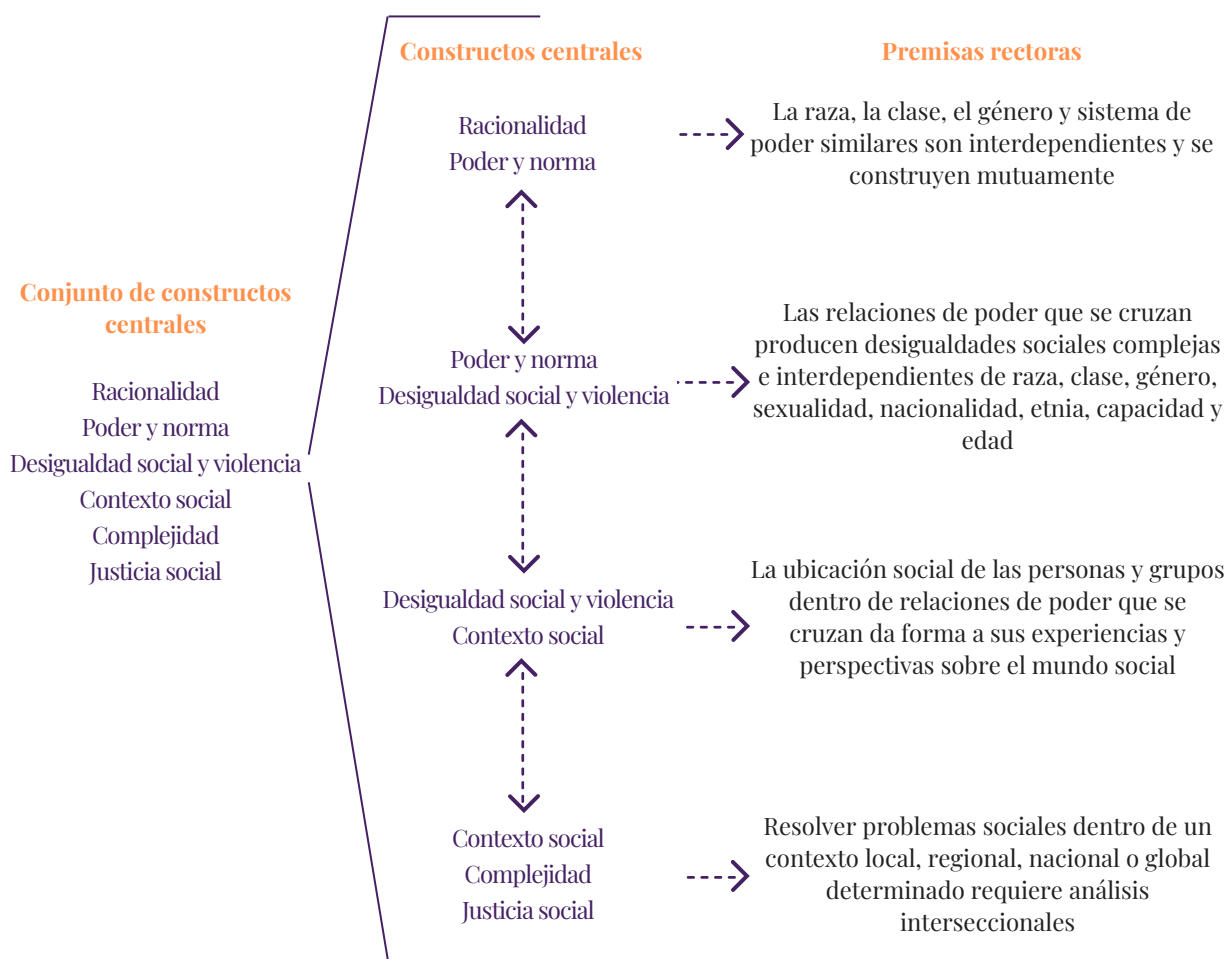 Conjunto de constructos
centrales
Racionalidad
Poder y norma
Desigualdad social y violencia
Contexto social
Complejidad
Justicia social
Constructos centrales
Premisas rectoras
Racionalidad
Poder y norma
La raza, la clase, el género y sistema de
poder similares son interdependientes y se
construyen mutuamente
Poder y norma
Desigualdad social y violencia
Las relaciones de poder que se cruzan
producen desigualdades sociales complejas
e interdependientes de raza, clase, género,
sexualidad, nacionalidad, etnia, capacidad y
edad
Desigualdad social y violencia
Contexto social
La ubicación social de las personas y grupos
dentro de relaciones de poder que se
cruzan da forma a sus experiencias y
perspectivas sobre el mundo social
Contexto social
Complejidad
Justicia social
Resolver problemas sociales dentro de un
contexto local, regional, nacional o global
determinado requiere análisis
interseccionales